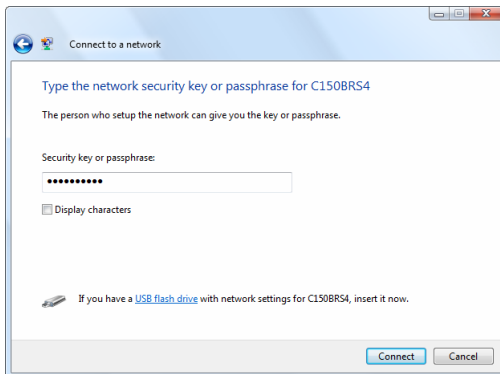 Connect to a network
Type the network security key or passphrase for C150BRS4
The person who setup the network can give you the key or passphrase.
Security key or passphrase:
••••••••••
Display characters
If you have a USB flash drive with network settings for C150BRS4, insert it now.
Connect Cancel